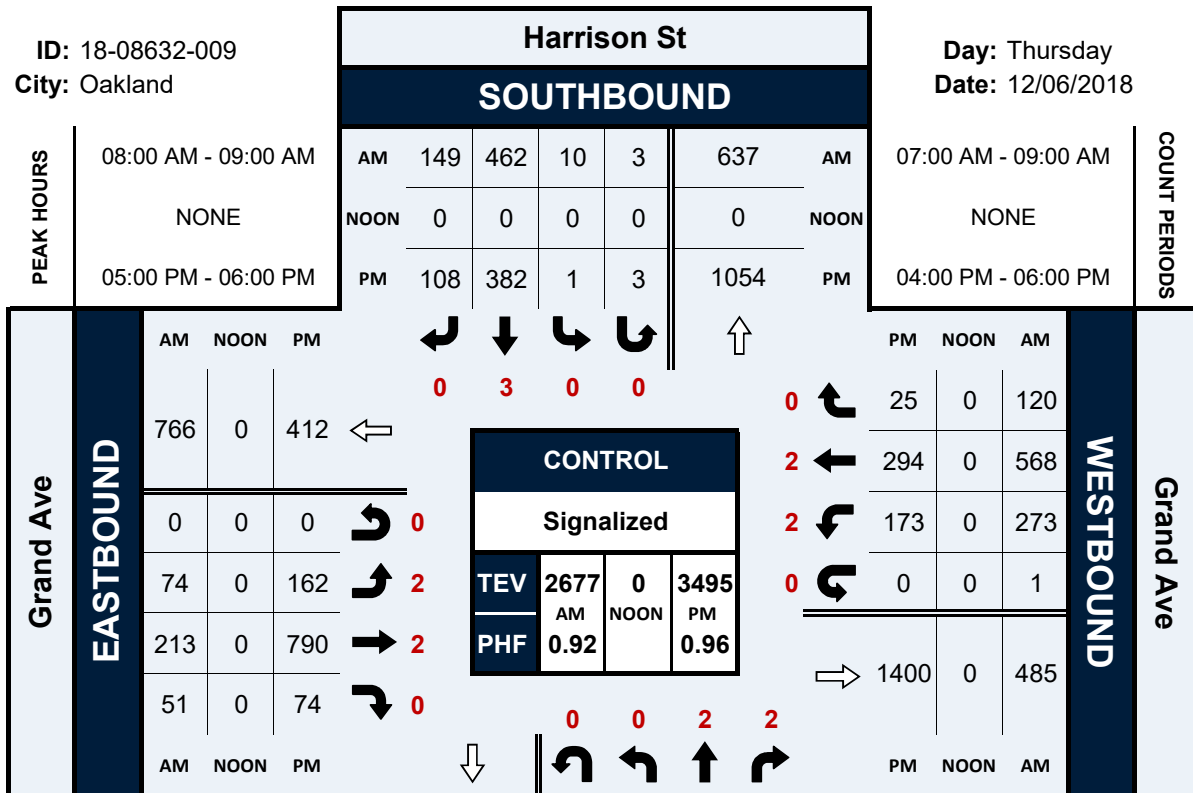 Harrison St
ID: 18-08632-009
Day: Thursday
City: Oakland
Date: 12/06/2018
SOUTHBOUND
PEAK HOURS
08:00 AM - 09:00 AM
AM 149 462 10 3 637 AM
07:00 AM - 09:00 AM
COUNT PERIODS
NONE
NOON 0 0 0 0 0 NOON
NONE
05:00 PM - 06:00 PM
PM 108 382 1 3 1054 PM
04:00 PM - 06:00 PM
AM NOON PM
PM NOON AM
0 3 0 0
Grand Ave
EASTBOUND
766 0 412
0 0 0 0
74 0 162 2
213 0 790 2
51 0 74 0
AM NOON PM
CONTROL
Signalized
TEV 2677 0 3495
AM NOON PM
PHF 0.92 0.96
0 25 0 120
2 294 0 568
2 173 0 273
0 0 0 1
1400 0 485
WESTBOUND
Grand Ave
0 0 2 2
PM NOON AM